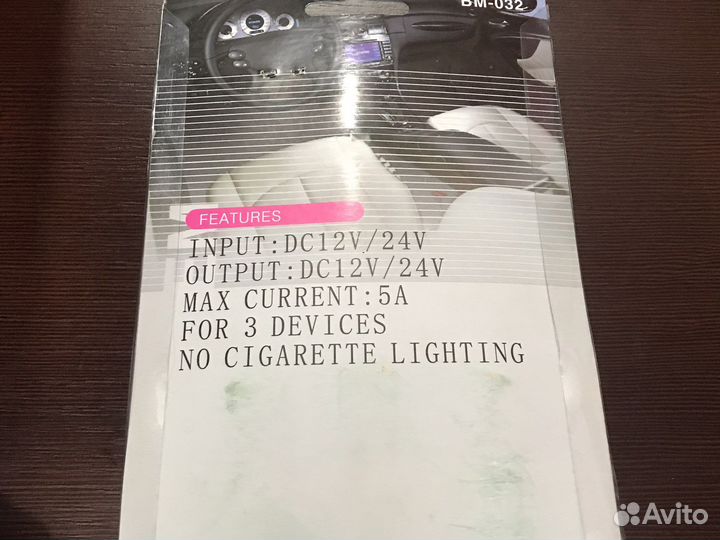 BM-032
FEATURES
INPUT:DC12V/24V
OUTPUT:DC12V/24V
MAX CURRENT:5A
FOR 3 DEVICES
NO CIGARETTE LIGHTING
Avito